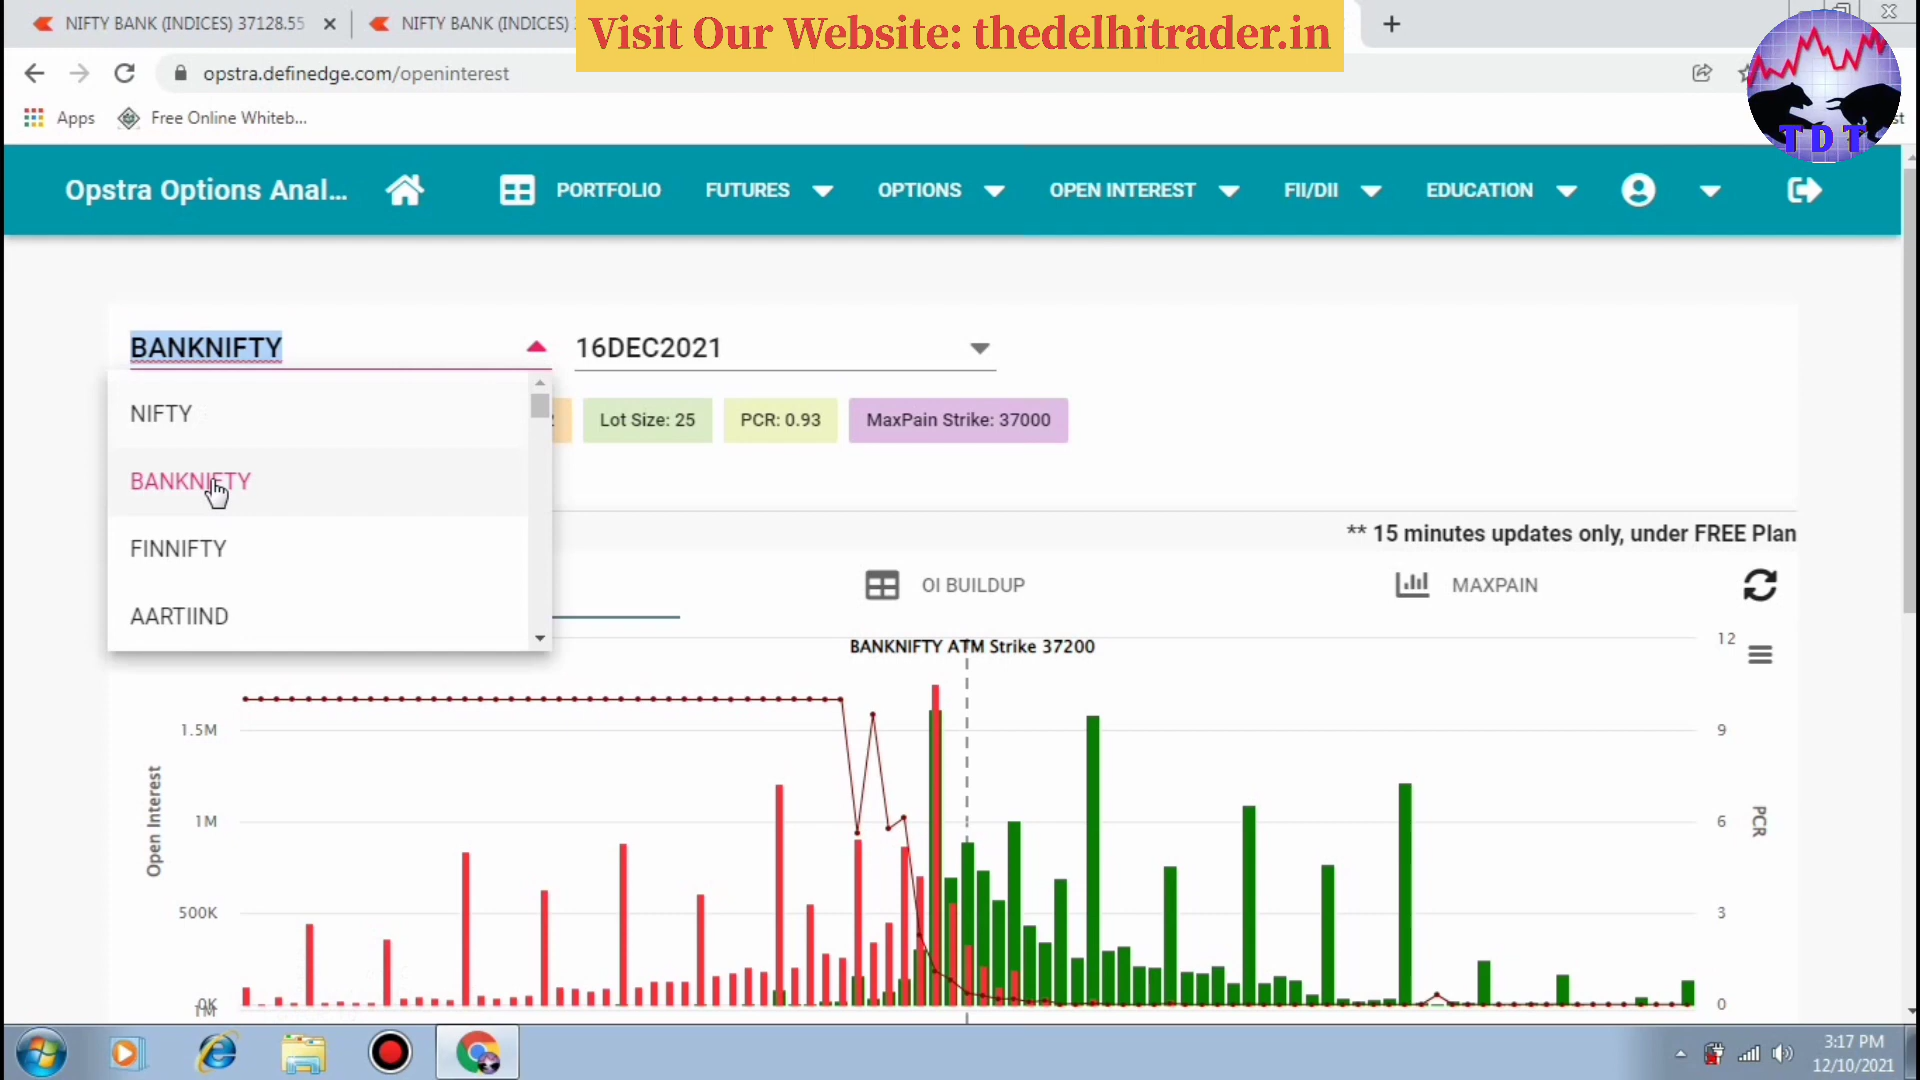 NIFTY BANK (INDICES) 37128.55
NIFTY BANK (INDICES)
Visit Our Website: thedelhitrader.in
opstra.definedge.com/openinterest
Apps
Free Online Whiteb...
TDT
Opstra Options Anal...
PORTFOLIO
FUTURES
OPTIONS
OPEN INTEREST
FII/DII
EDUCATION
BANKNIFTY
16DEC2021
NIFTY
Lot Size: 25
PCR: 0.93
MaxPain Strike: 37000
BANKNIFTY
** 15 minutes updates only, under FREE Plan
FINNIFTY
OI BUILDUP
MAXPAIN
AARTIIND
BANKNIFTY ATM Strike 37200
12
1.5M
9
Open Interest
1M
6
PCR
500K
3
0K
0
3:17 PM
12/10/2021